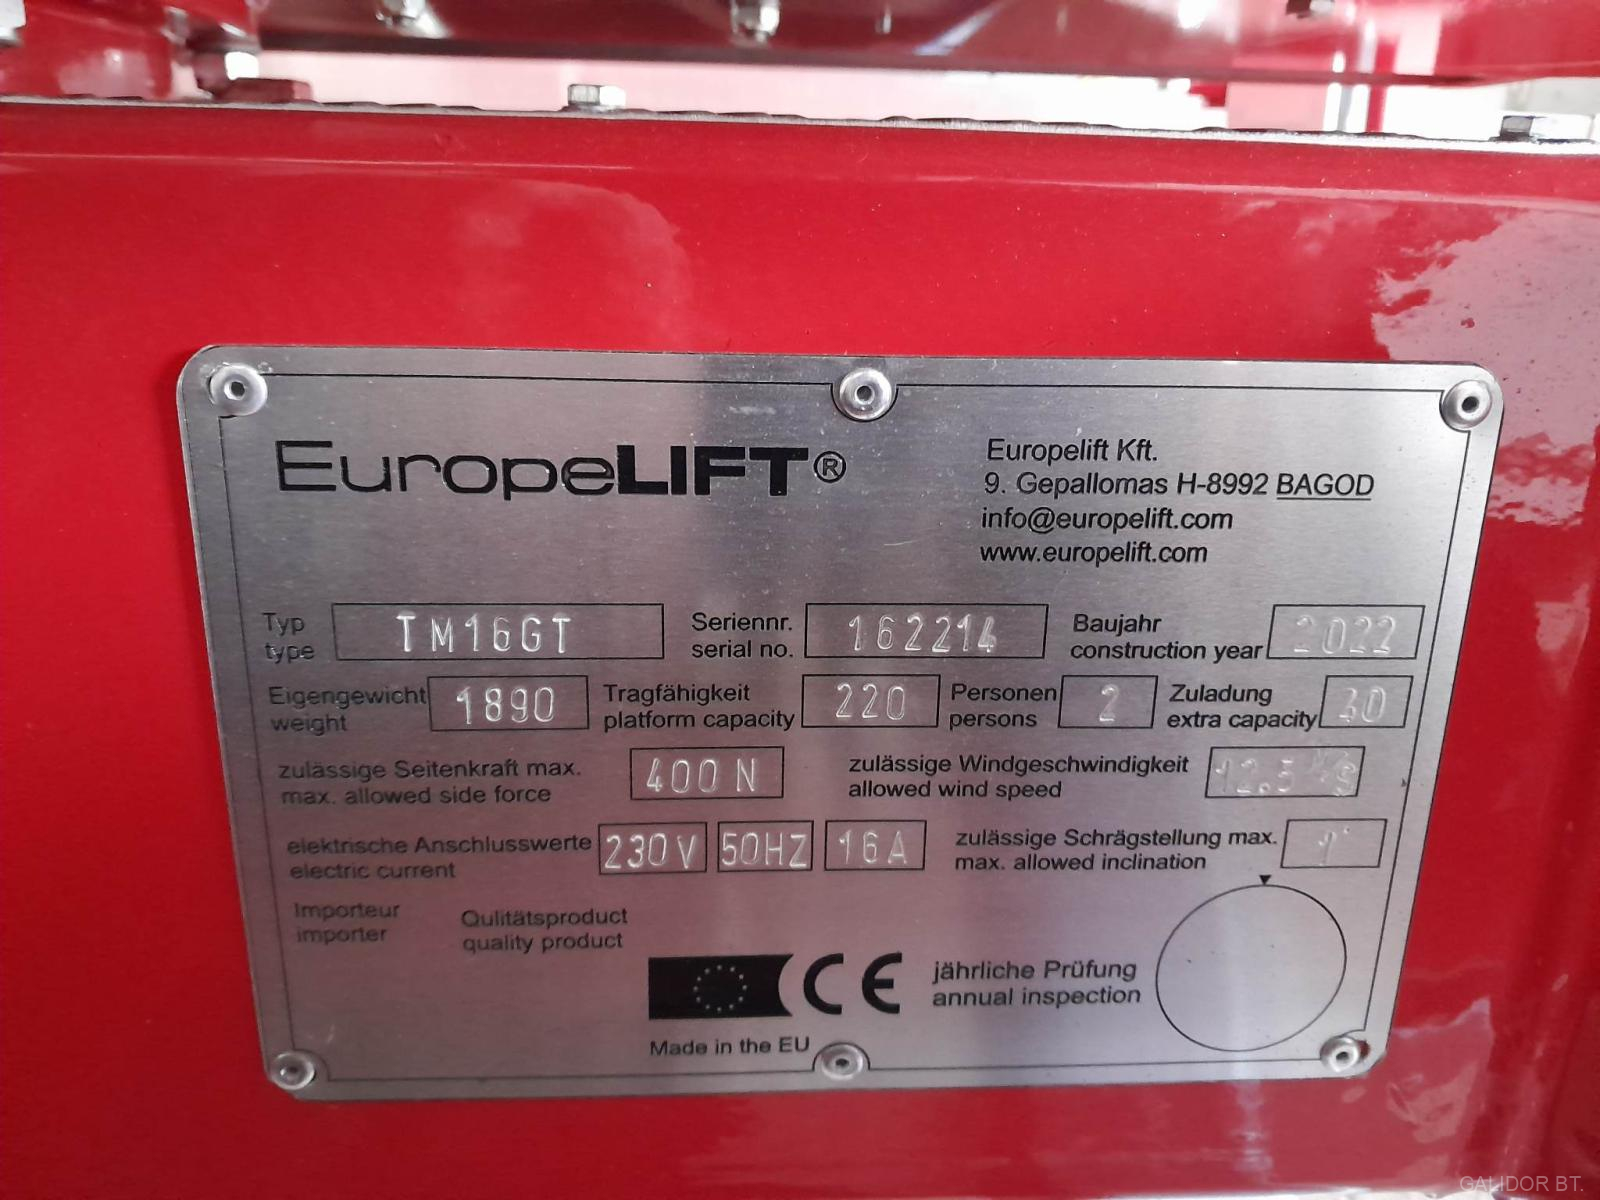 EuropeLIFT®
Europelift Kft.
9. Gepallomas H-8992 BAGOD
info@europelift.com
www.europelift.com
Typ
type
TM16GT
Seriennr.
serial no.
162214
Baujahr
construction year
2022
Eigengewicht
weight
1890
Tragfähigkeit
platform capacity
220
Personen
persons
2
Zuladung
extra capacity
zulässige Seitenkraft max.
max. allowed side force
400 N
zulässige Windgeschwindigkeit
allowed wind speed
12.5
elektrische Anschlusswerte
electric current
230V
50HZ
16A
zulässige Schrägstellung max.
max. allowed inclination
1°
Importeur
importer
Qulitätsproduct
quality product
CE
jährliche Prüfung
annual inspection
Made in the EU
GALIDOR BT.